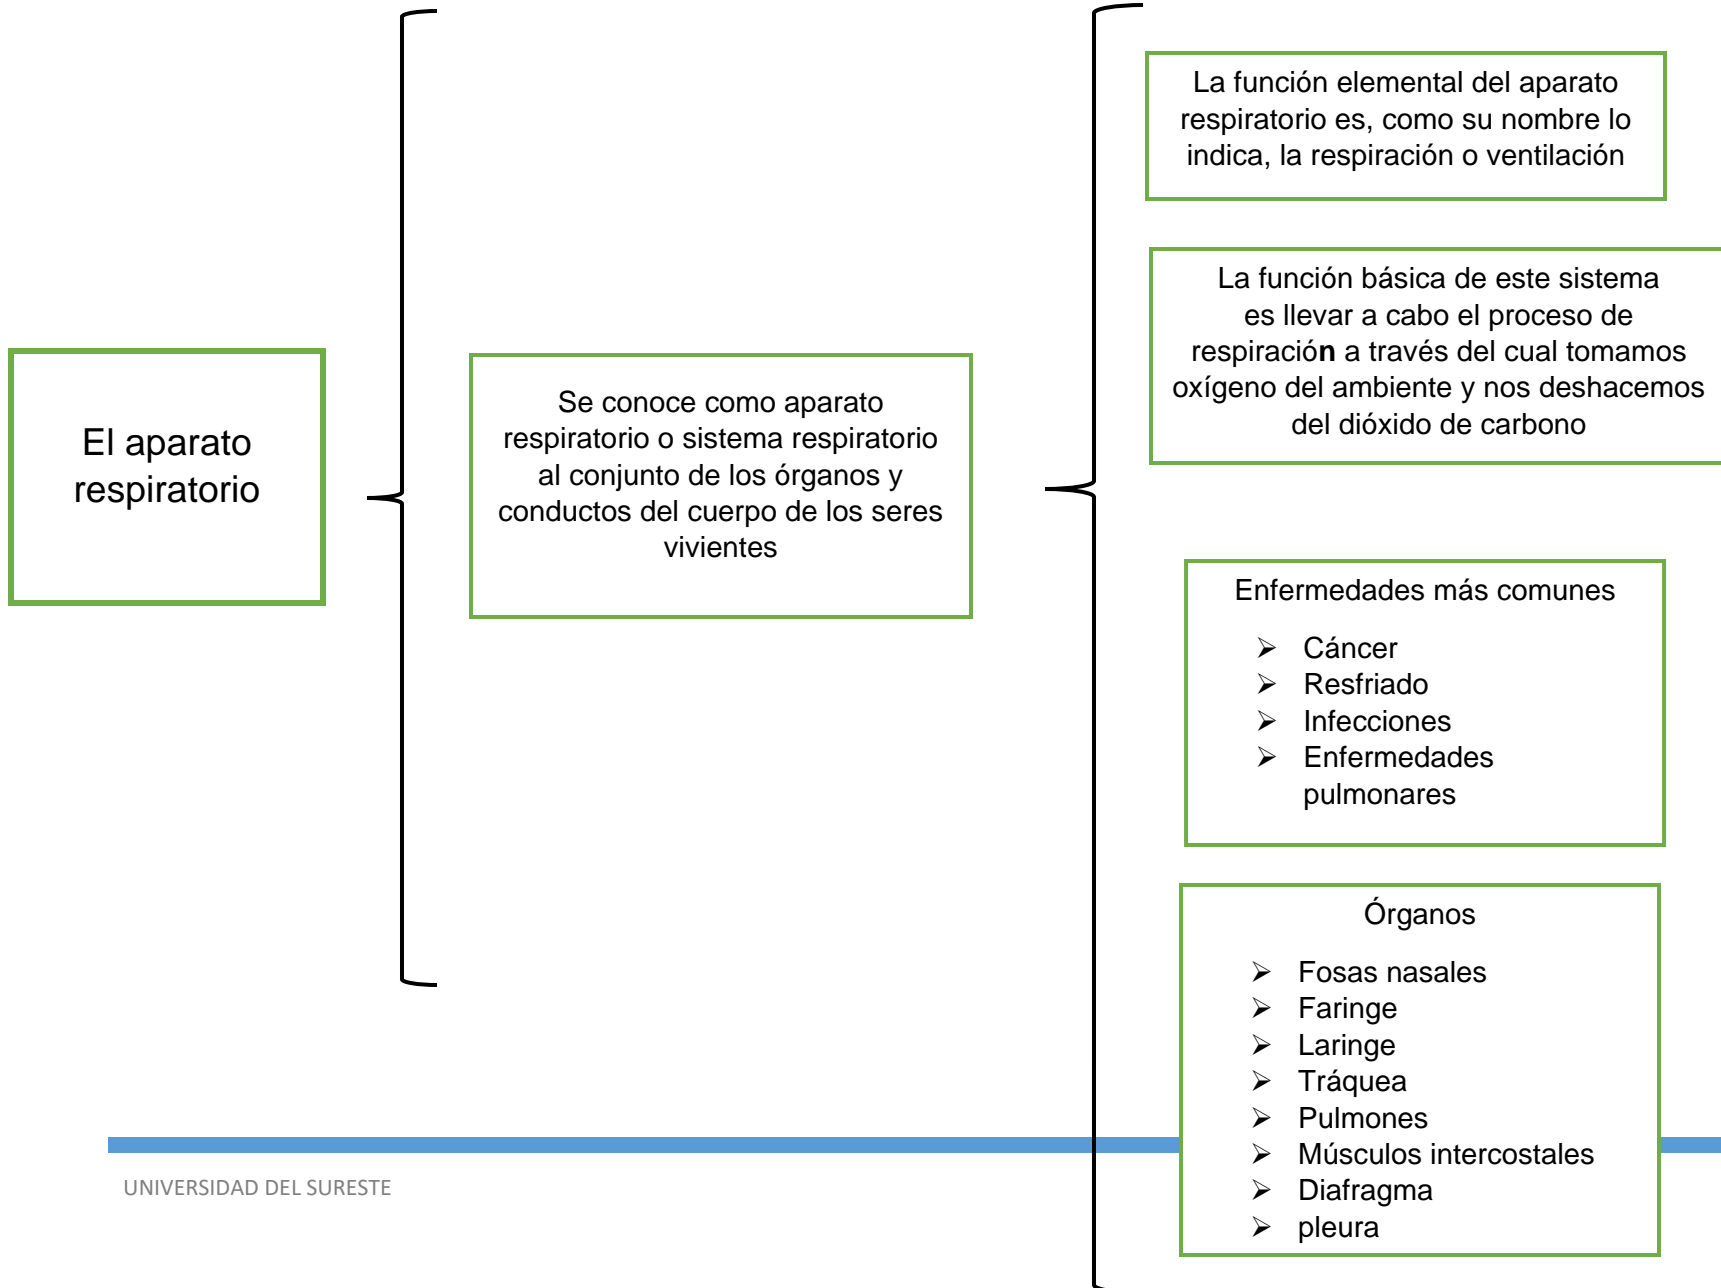 El aparato
respiratorio
Se conoce como aparato
respiratorio o sistema respiratorio
al conjunto de los órganos y
conductos del cuerpo de los seres
vivientes
La función elemental del aparato
respiratorio es, como su nombre lo
indica, la respiración o ventilación
La función básica de este sistema
es llevar a cabo el proceso de
respiración a través del cual tomamos
oxígeno del ambiente y nos deshacemos
del dióxido de carbono
Enfermedades más comunes
➢ Cáncer
➢ Resfriado
➢ Infecciones
➢ Enfermedades
pulmonares
Órganos
➢ Fosas nasales
➢ Faringe
➢ Laringe
➢ Tráquea
➢ Pulmones
➢ Músculos intercostales
➢ Diafragma
➢ pleura
UNIVERSIDAD DEL SURESTE